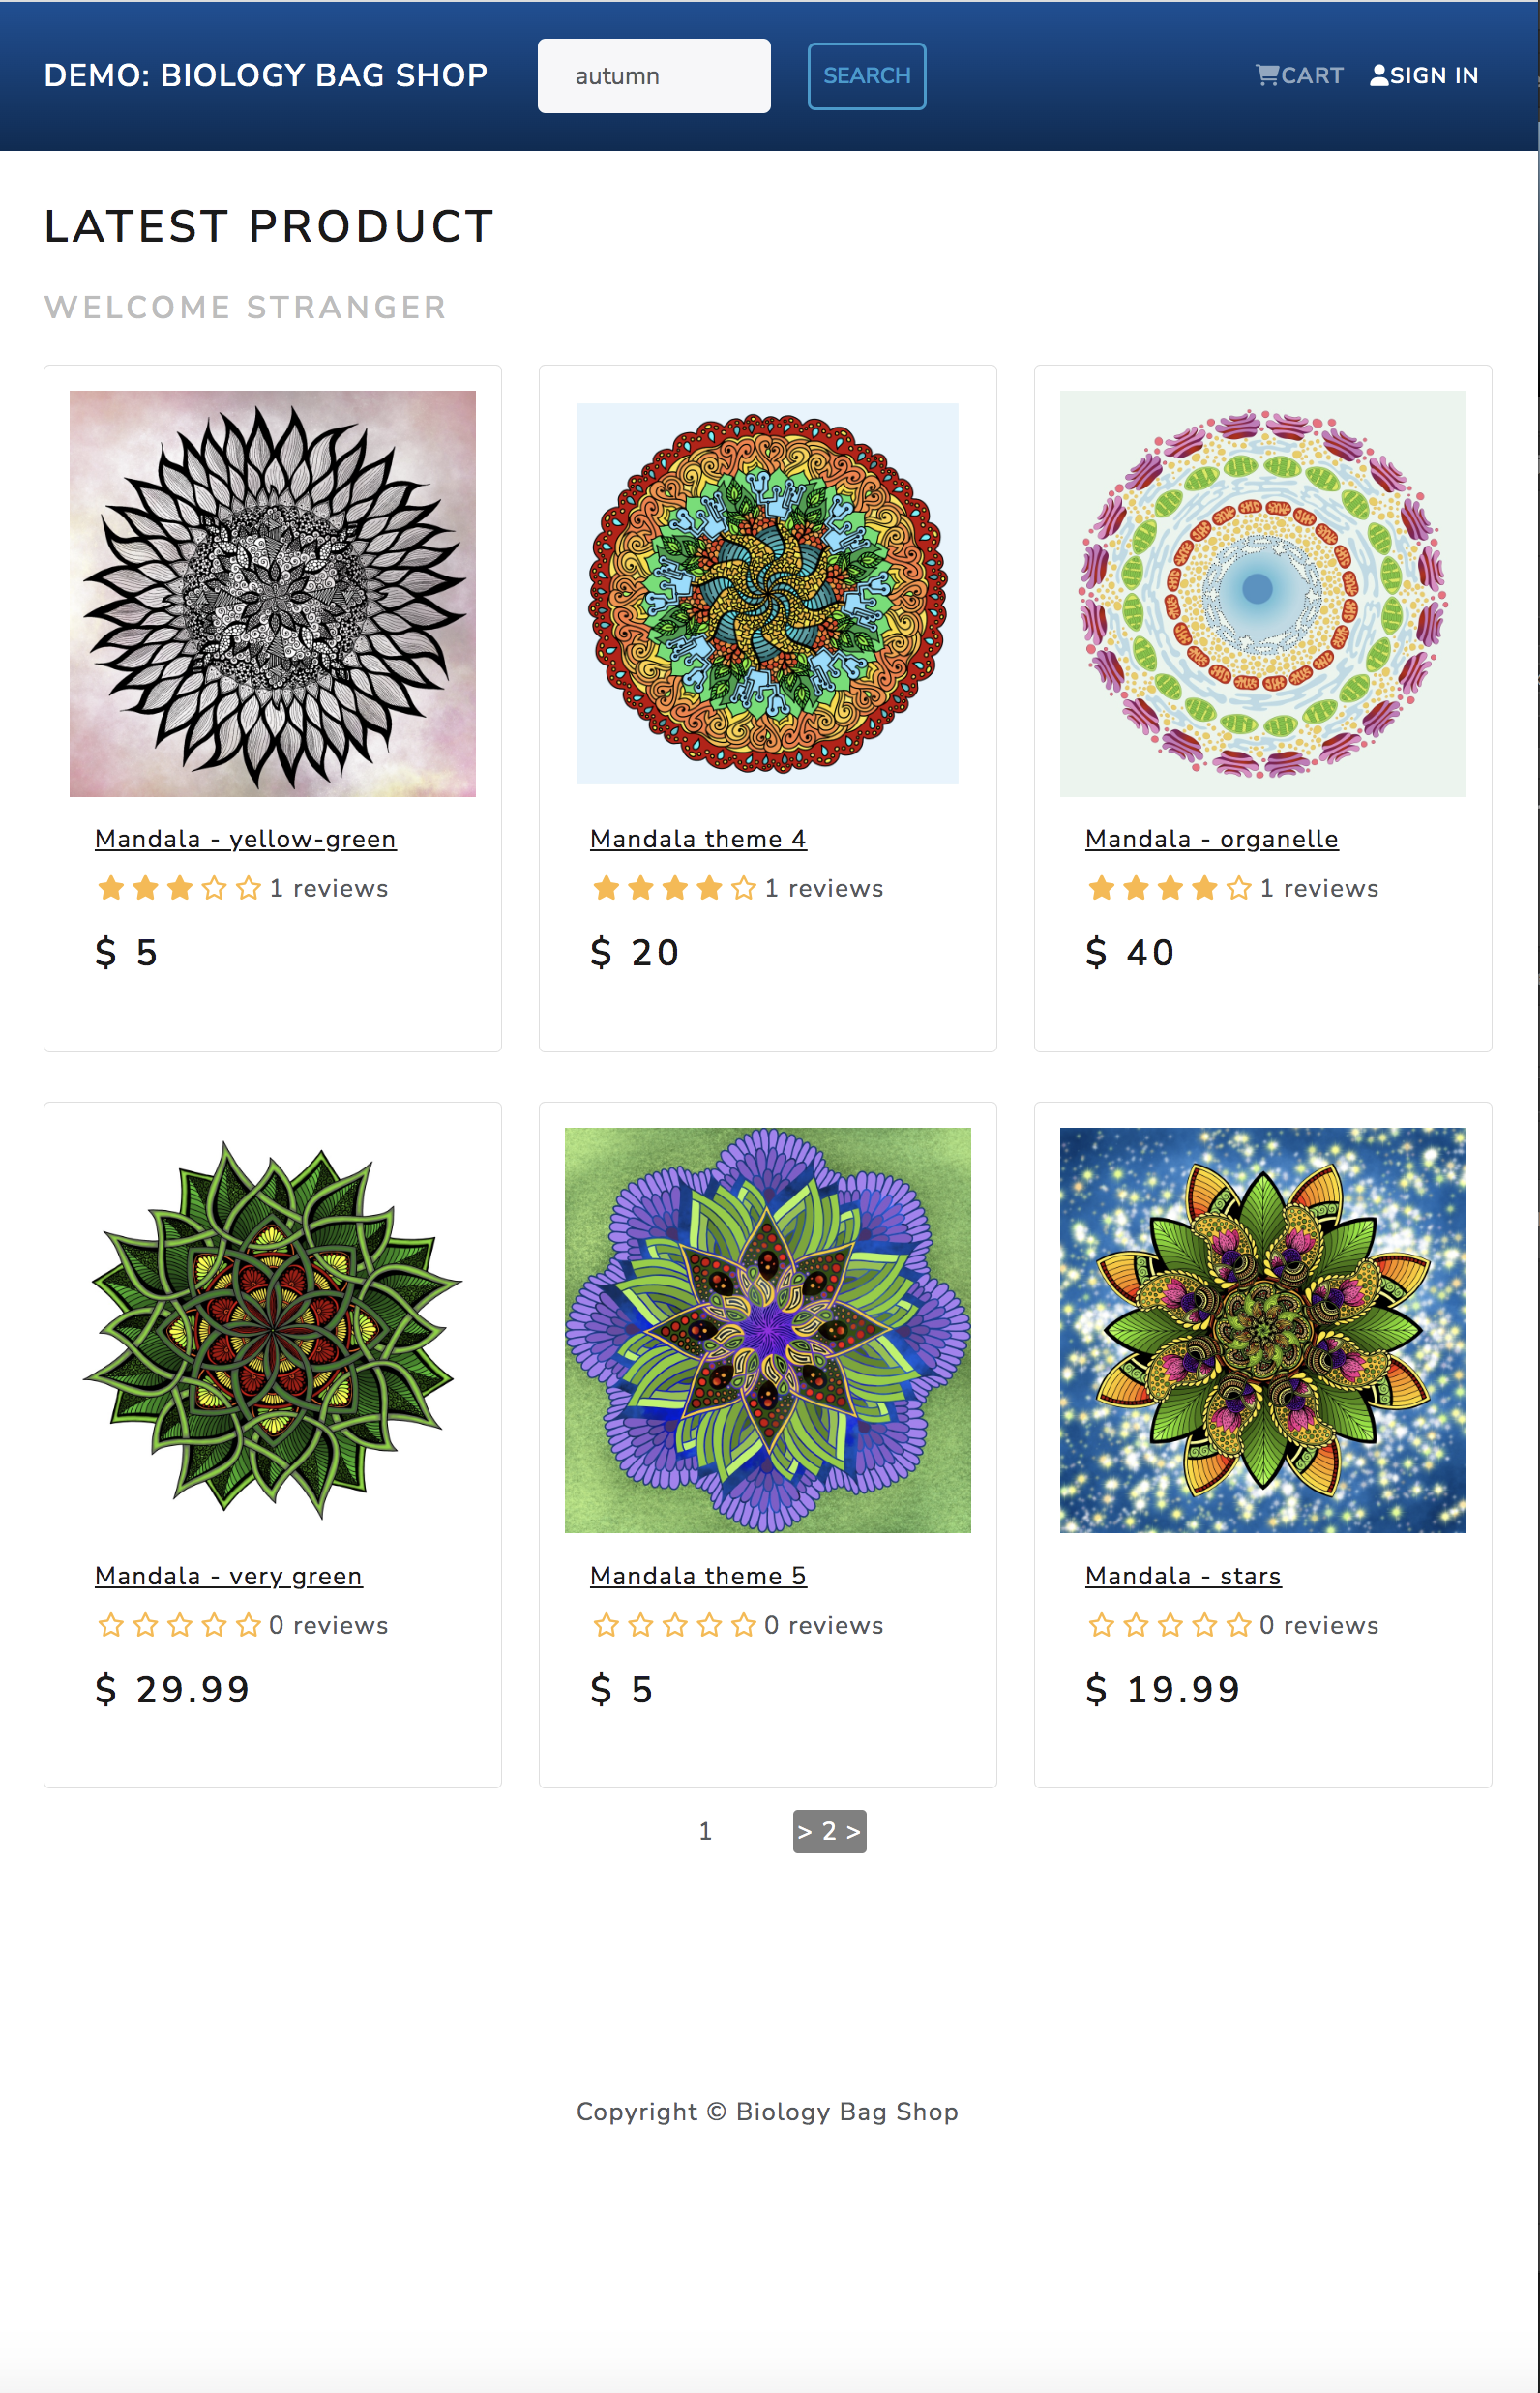 DEMO: BIOLOGY BAG SHOP autumn SEARCH CART SIGN IN
LATEST PRODUCT
WELCOME STRANGER
Mandala - yellow-green
1 reviews
$ 5
Mandala theme 4
1 reviews
$ 20
Mandala - organelle
1 reviews
$ 40
Mandala - very green
0 reviews
$ 29.99
Mandala theme 5
0 reviews
$ 5
Mandala - stars
0 reviews
$ 19.99
1 > 2 >
Copyright © Biology Bag Shop